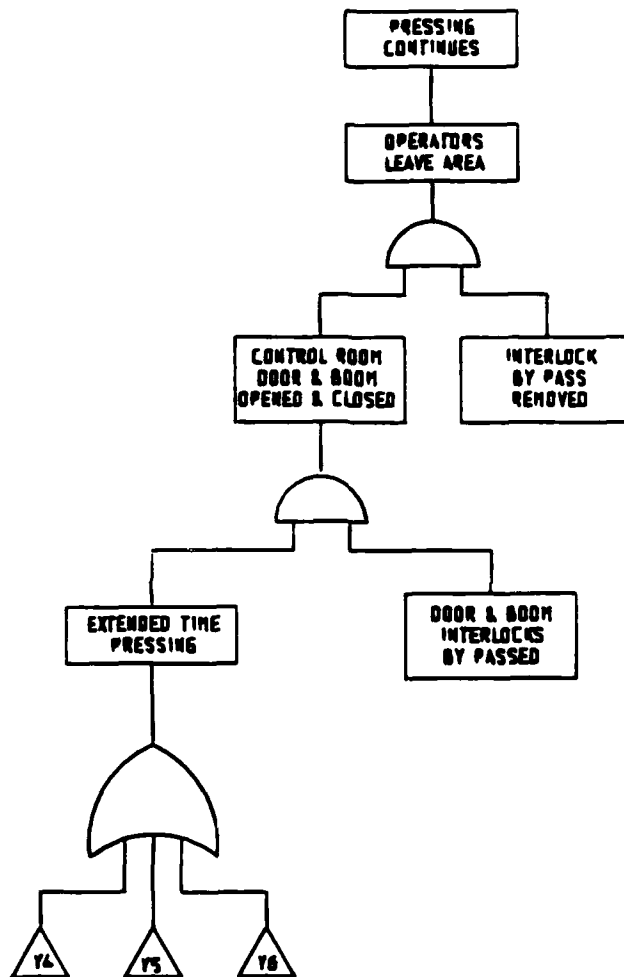 PRESSING
CONTINUES
OPERATORS
LEAVE AREA
CONTROL ROOM
DOOR & BOOM
OPENED & CLOSED
INTERLOCK
BY PASS
REMOVED
EXTENDED TIME
PRESSING
DOOR & BOOM
INTERLOCKS
BY PASSED
Y4
Y5
Y6